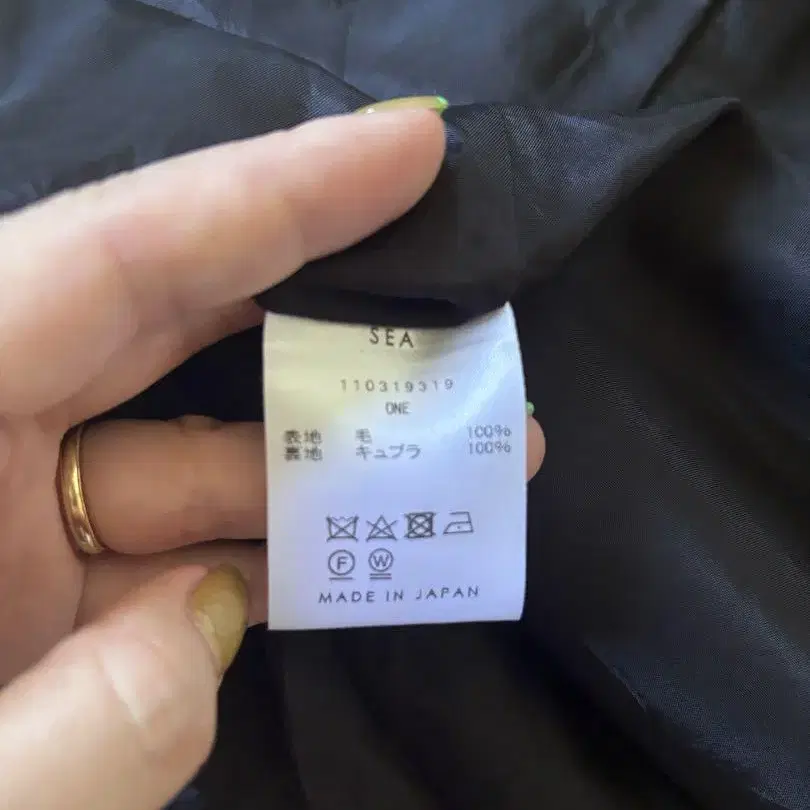 SEA
110319319
ONE
表地 毛 100%
裏地 キュプラ 100%
F W
MADE IN JAPAN